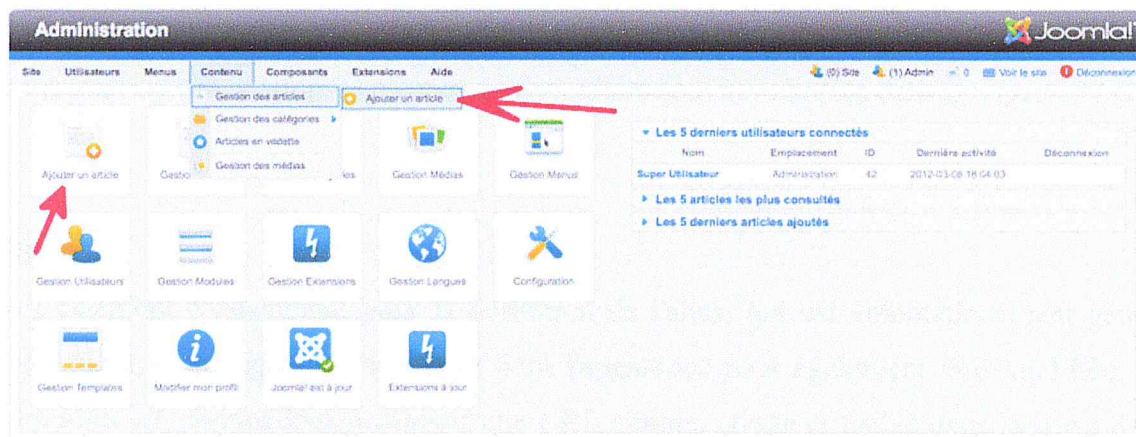 Administration
Joomla!
Site Utilisateurs Menus Contenu Composants Extensions Aide
(0) Site (1) Admin 0 Voir le site Déconnexion
Gestion des articles
Ajouter un article
Gestion des catégories
Articles en vedette
Gestion des médias
Ajouter un article Gestion Médias Gestion Menus
Gestion Utilisateurs Gestion Modules Gestion Extensions Gestion Langues Configuration
Gestion Templates Modifier mon profil Joomla! est à jour Extensions à jour
Les 5 derniers utilisateurs connectés
Nom Emplacement ID Dernière activité Déconnexion
Super Utilisateur Administration 42 2012-03-08 18:04:03
Les 5 articles les plus consultés
Les 5 derniers articles ajoutés